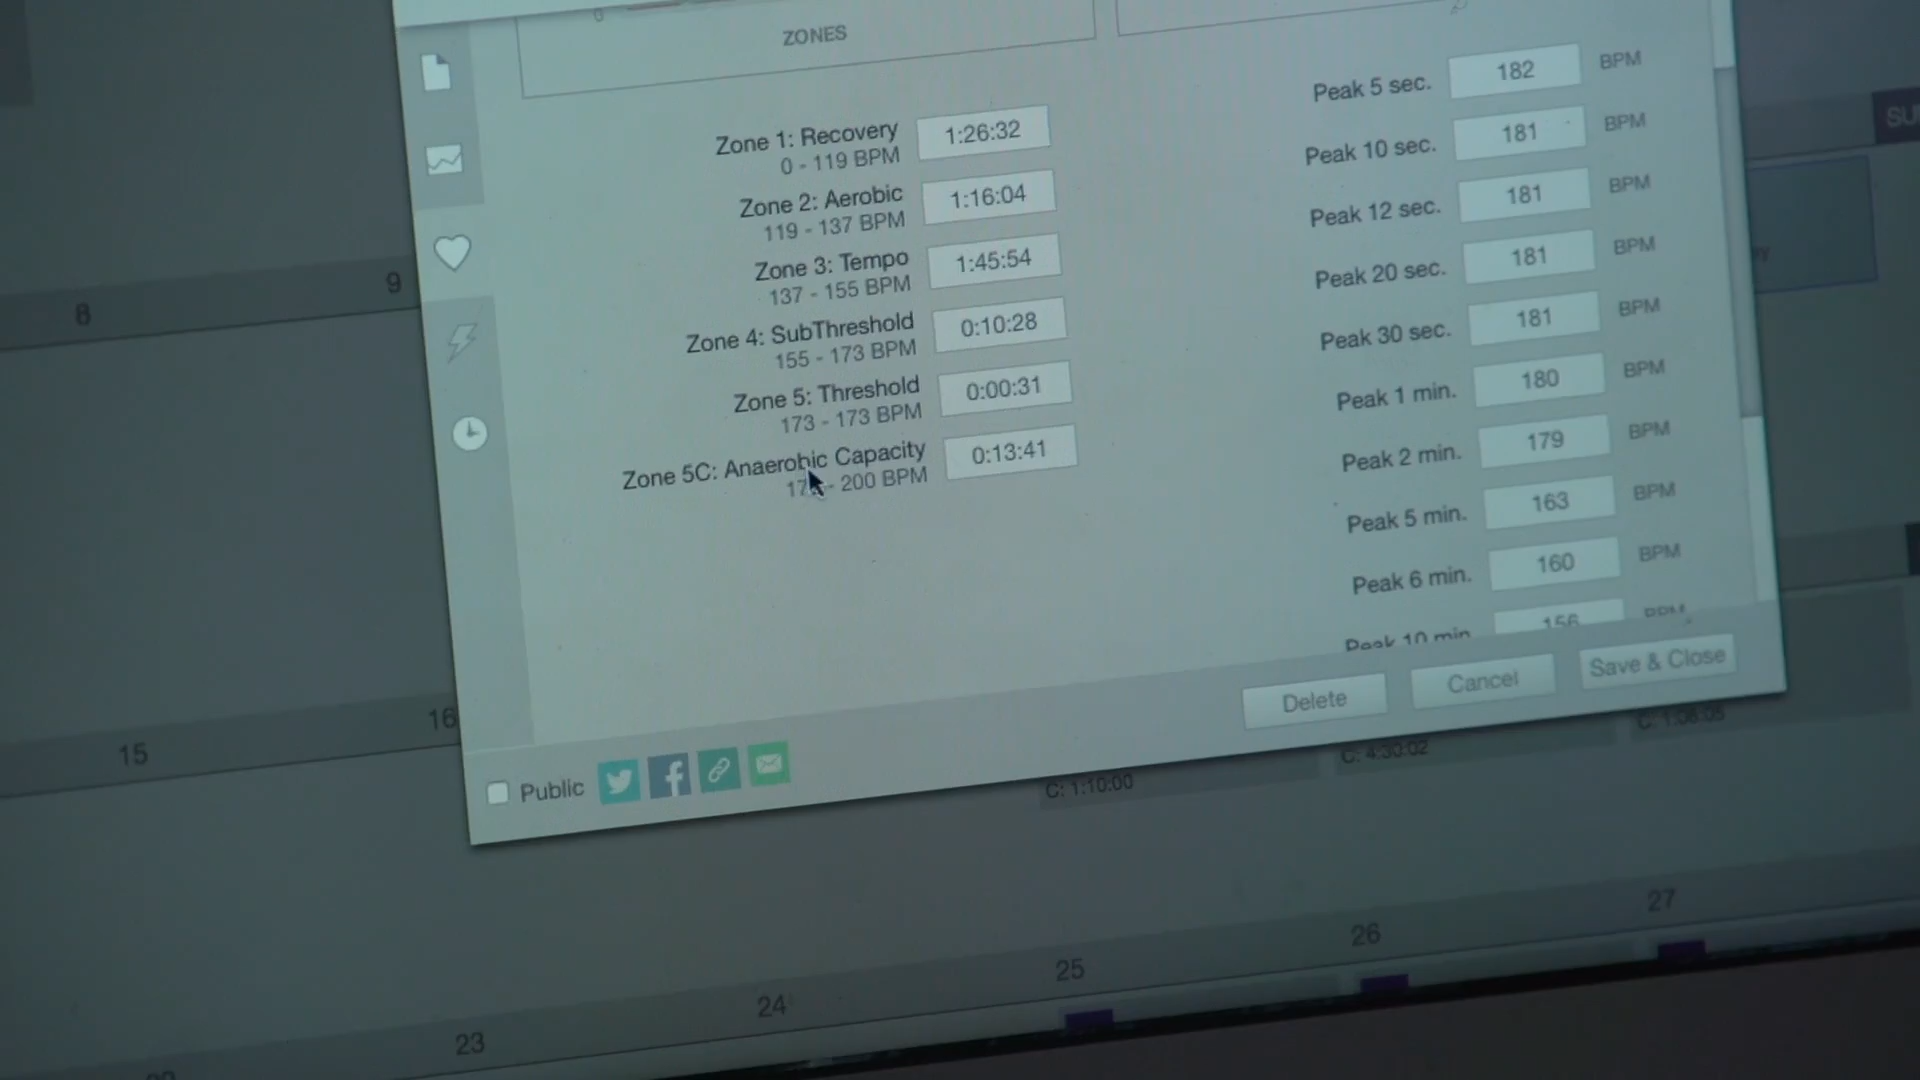 0
ZONES
Zone 1: Recovery 1:26:32
0 - 119 BPM
Zone 2: Aerobic 1:16:04
119 - 137 BPM
Zone 3: Tempo 1:45:54
137 - 155 BPM
Zone 4: SubThreshold 0:10:28
155 - 173 BPM
Zone 5: Threshold 0:00:31
173 - 173 BPM
Zone 5C: Anaerobic Capacity 0:13:41
- 200 BPM
Peak 5 sec. 182 BPM
Peak 10 sec. 181 BPM
Peak 12 sec. 181 BPM
Peak 20 sec. 181 BPM
Peak 30 sec. 181 BPM
Peak 1 min. 180 BPM
Peak 2 min. 179 BPM
Peak 5 min. 163 BPM
Peak 6 min. 160 BPM
Peak 10 min. 156 BPM
Delete Cancel Save & Close
Public
8 9
15 16
C: 1:10:00
C: 4:30:02
23 24 25 26 27